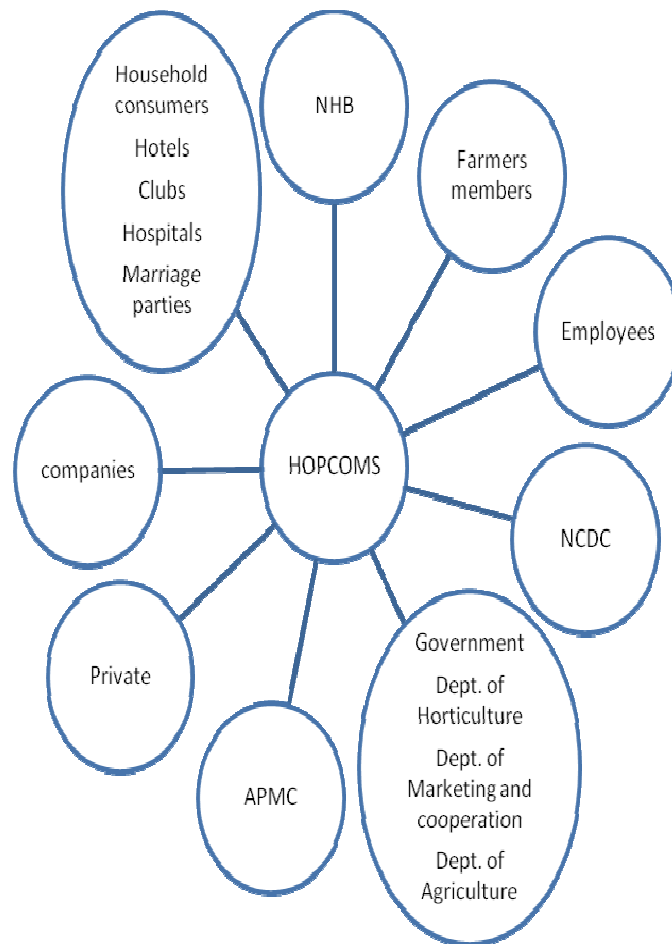 Household
consumers
Hotels
Clubs
Hospitals
Marriage
parties
NHB
Farmers
members
Employees
companies
HOPCOMS
NCDC
Private
APMC
Government
Dept. of
Horticulture
Dept. of
Marketing and
cooperation
Dept. of
Agriculture